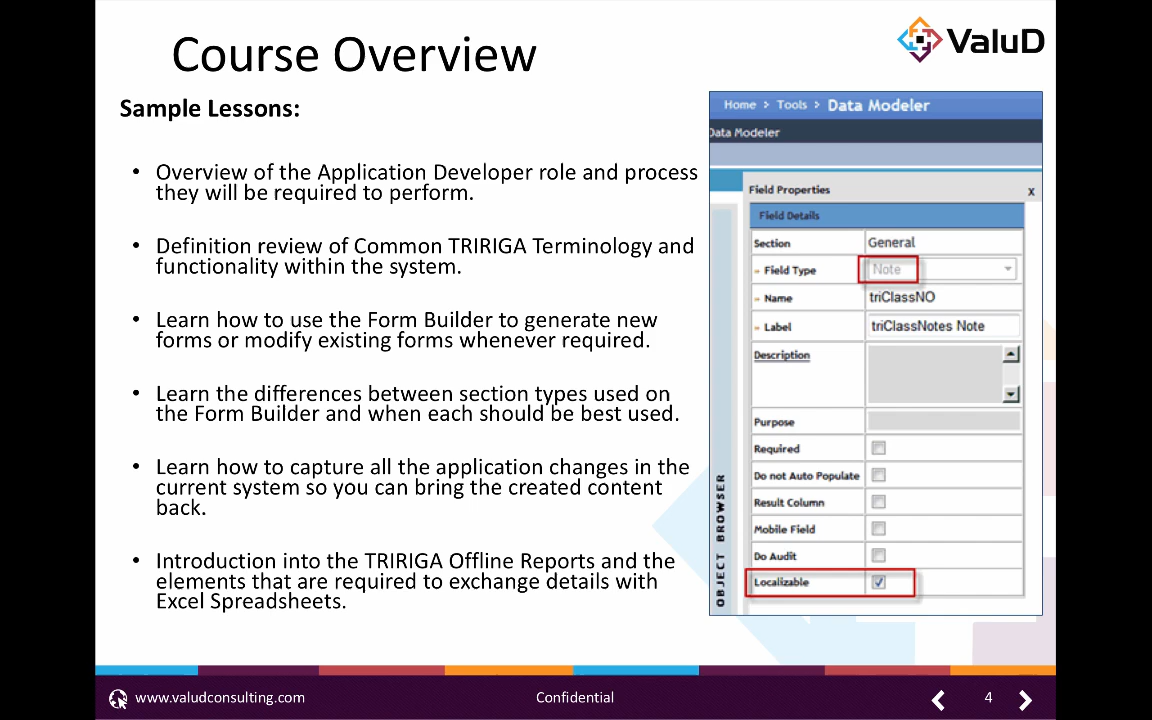 Course Overview
ValuD
Sample Lessons:
• Overview of the Application Developer role and process
they will be required to perform.
• Definition review of Common TRIRIGA Terminology and
functionality within the system.
• Learn how to use the Form Builder to generate new
forms or modify existing forms whenever required.
• Learn the differences between section types used on
the Form Builder and when each should be best used.
• Learn how to capture all the application changes in the
current system so you can bring the created content
back.
• Introduction into the TRIRIGA Offline Reports and the
elements that are required to exchange details with
Excel Spreadsheets.
Home > Tools > Data Modeler
Data Modeler
Field Properties x
Field Details
Section General
Field Type Note
Name triClassNO
Label triClassNotes Note
Description
Purpose
Required
Do not Auto Populate
Result Column
Mobile Field
Do Audit
Localizable
OBJECT BROWSER
www.valudconsulting.com
Confidential
4